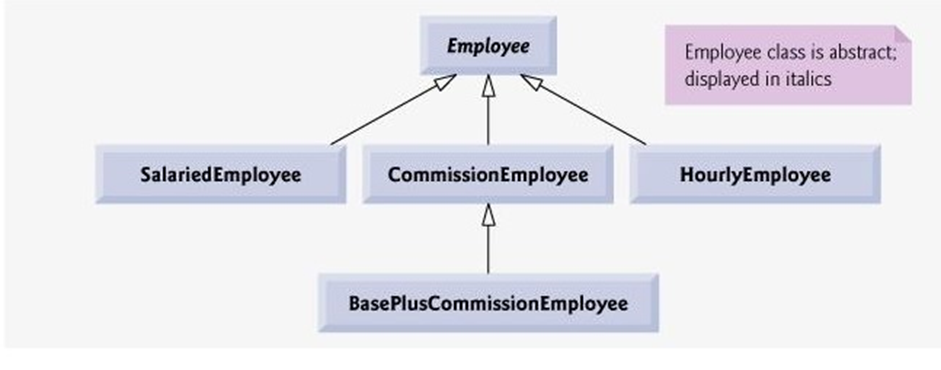 Employee
Employee class is abstract;
displayed in italics
SalariedEmployee
CommissionEmployee
HourlyEmployee
BasePlusCommissionEmployee